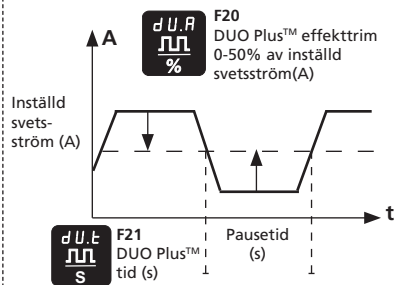 dU.A
%
F20
DUO Plus™ effekttrim
0-50% av inställd
svetsström(A)
A
Inställd
svets-
ström (A)
t
dU.t
S
F21
DUO Plus™
tid (s)
Pausetid
(s)